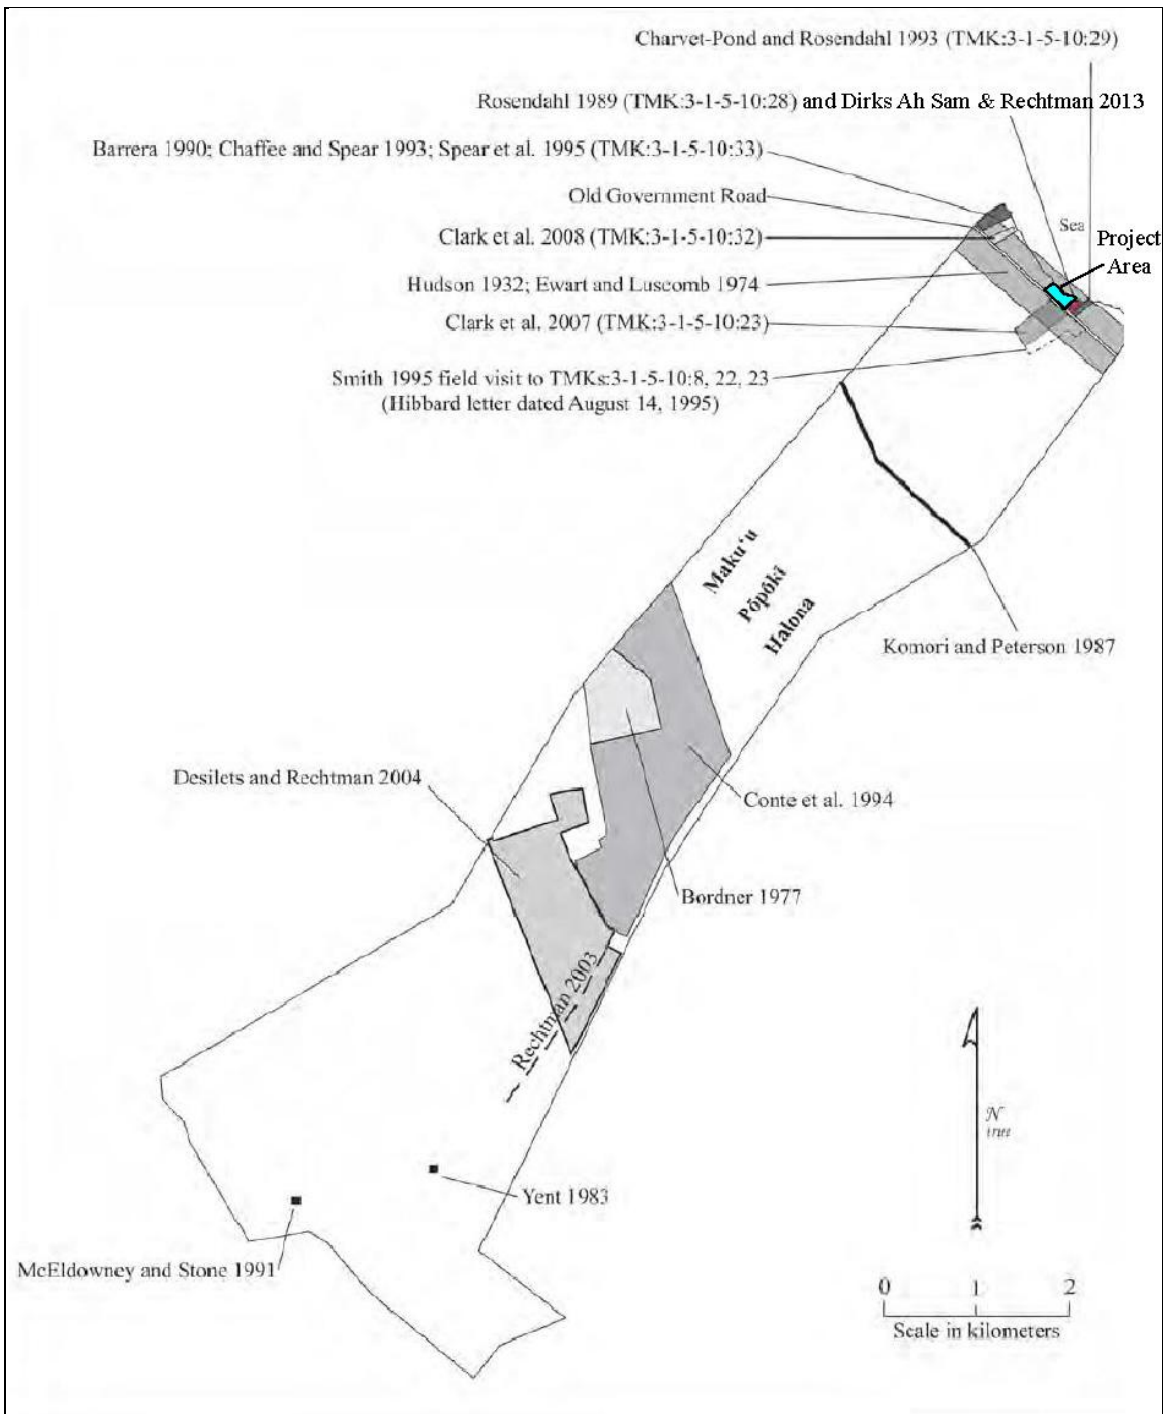 Charvet-Pond and Rosendahl 1993 (TMK:3-1-5-10:29)
Rosendahl 1989 (TMK:3-1-5-10:28) and Dirks Ah Sam & Rechtman 2013
Barrera 1990; Chaffee and Spear 1993; Spear et al. 1995 (TMK:3-1-5-10:33)
Old Government Road
Sea
Clark et al. 2008 (TMK:3-1-5-10:32)
Project
Area
Hudson 1932; Ewart and Luscomb 1974
Clark et al. 2007 (TMK:3-1-5-10:23)
Smith 1995 field visit to TMKs:3-1-5-10:8, 22, 23
(Hibbard letter dated August 14, 1995)
Maku‘u
Pōpōkī
Halona
Komori and Peterson 1987
Desilets and Rechtman 2004
Conte et al. 1994
Bordner 1977
Rechtman 2003
N
true
Yent 1983
McEldowney and Stone 1991
0 1 2
Scale in kilometers